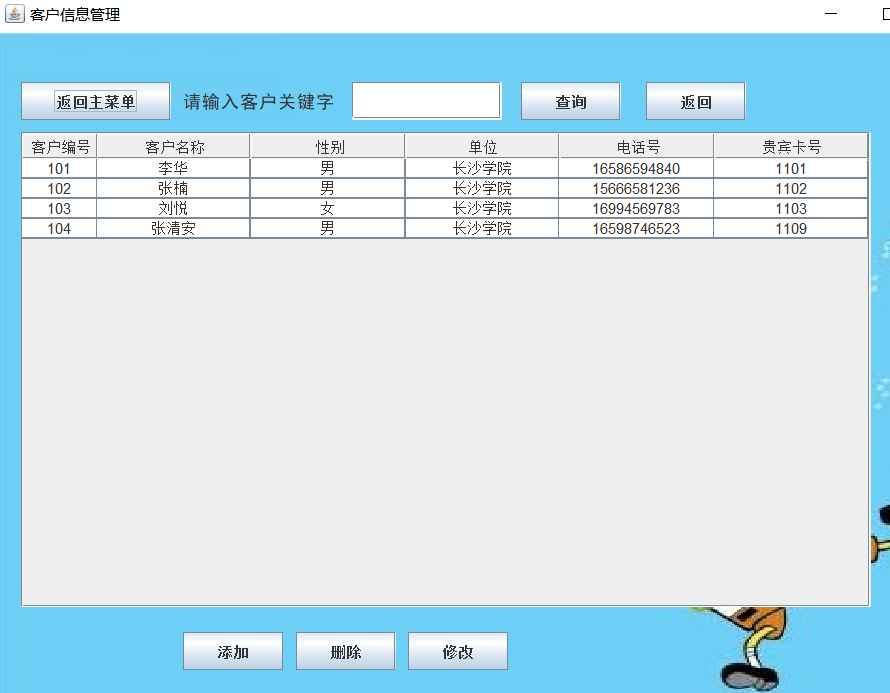 客户信息管理
返回主菜单 请输入客户关键字 查询 返回
客户编号 客户名称 性别 单位 电话号 贵宾卡号
101 李华 男 长沙学院 16586594840 1101
102 张楠 男 长沙学院 15666581236 1102
103 刘悦 女 长沙学院 16994569783 1103
104 张清安 男 长沙学院 16598746523 1109
添加 删除 修改